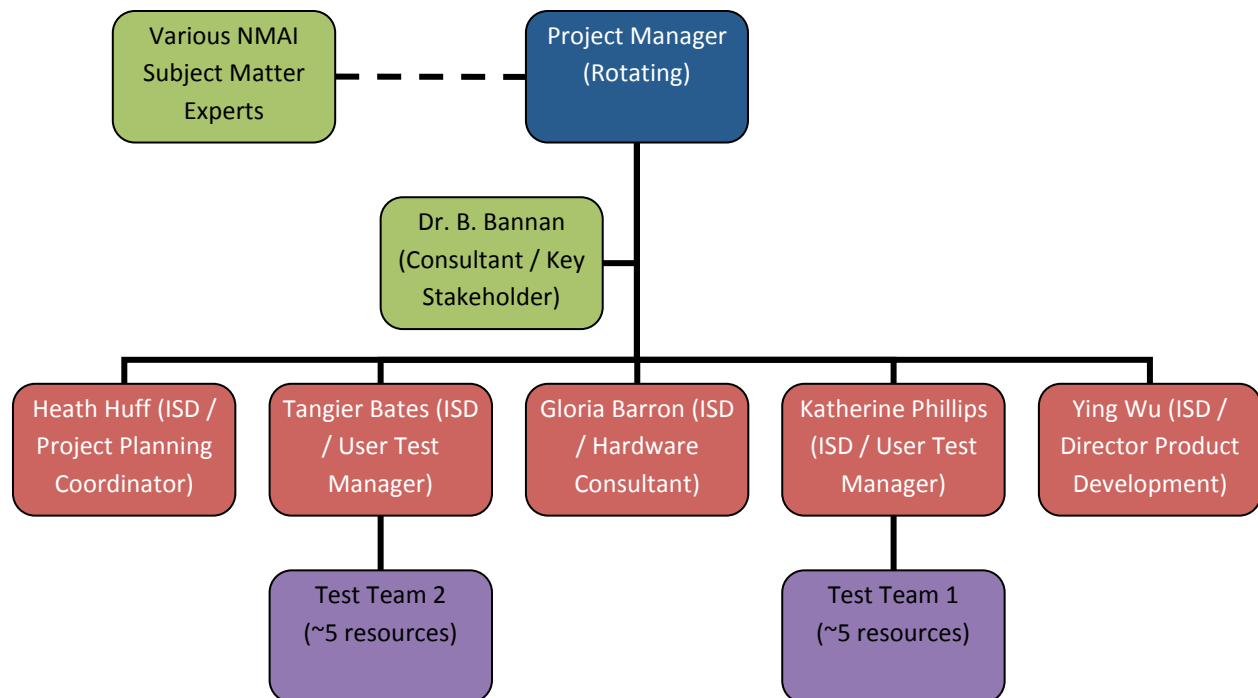 Various NMAI
Subject Matter
Experts
Project Manager
(Rotating)
Dr. B. Bannan
(Consultant / Key
Stakeholder)
Heath Huff (ISD /
Project Planning
Coordinator)
Tangier Bates (ISD
/ User Test
Manager)
Gloria Barron (ISD
/ Hardware
Consultant)
Katherine Phillips
(ISD / User Test
Manager)
Ying Wu (ISD /
Director Product
Development)
Test Team 2
(~5 resources)
Test Team 1
(~5 resources)